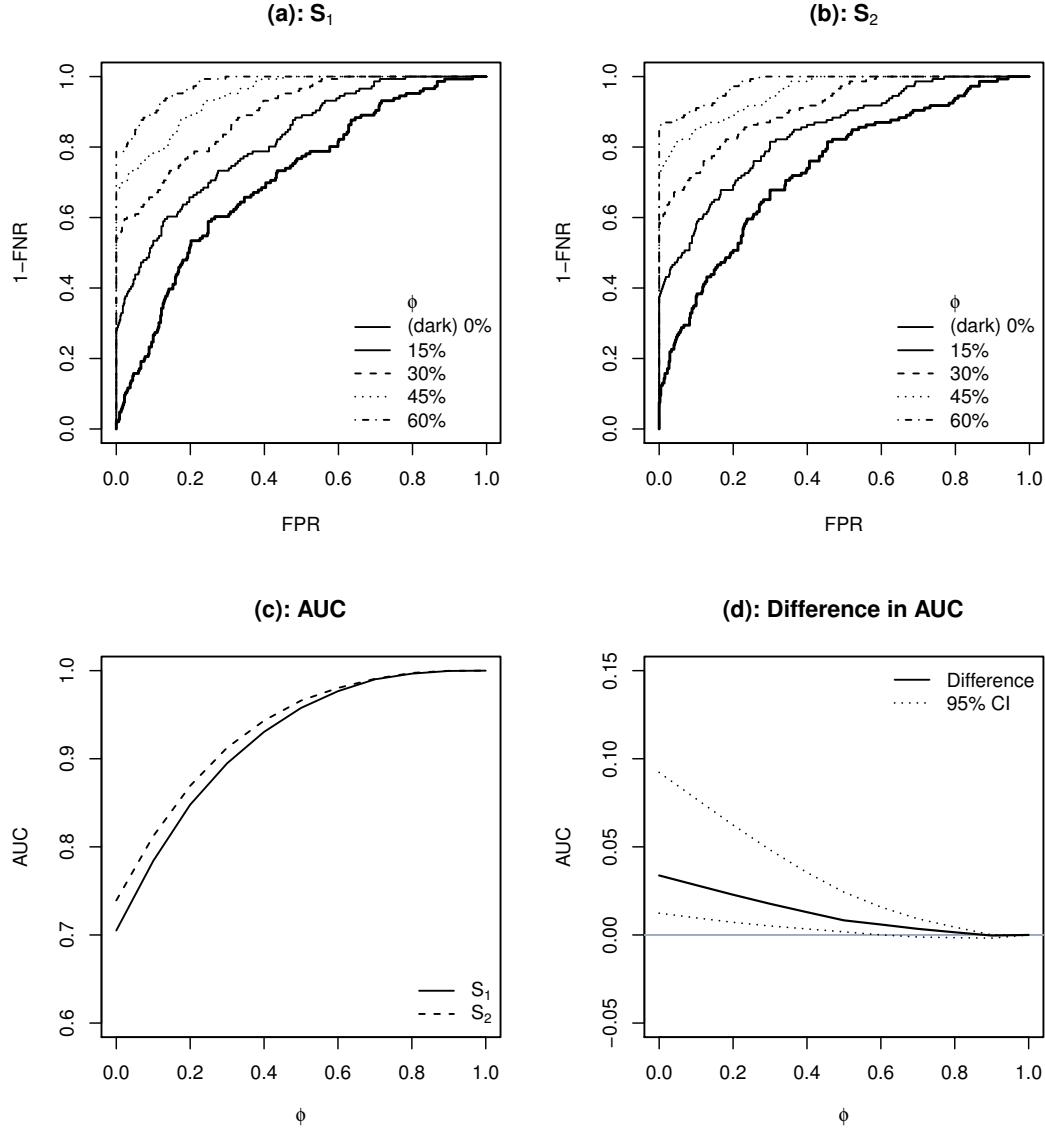 (a): S₁
1−FNR
0.0 0.2 0.4 0.6 0.8 1.0
ϕ
(dark) 0%
15%
30%
45%
60%
0.0 0.2 0.4 0.6 0.8 1.0
FPR
(b): S₂
1−FNR
0.0 0.2 0.4 0.6 0.8 1.0
ϕ
(dark) 0%
15%
30%
45%
60%
0.0 0.2 0.4 0.6 0.8 1.0
FPR
(c): AUC
AUC
0.6 0.7 0.8 0.9 1.0
S₁
S₂
0.0 0.2 0.4 0.6 0.8 1.0
ϕ
(d): Difference in AUC
AUC
−0.05 0.00 0.05 0.10 0.15
Difference
95% CI
0.0 0.2 0.4 0.6 0.8 1.0
ϕ